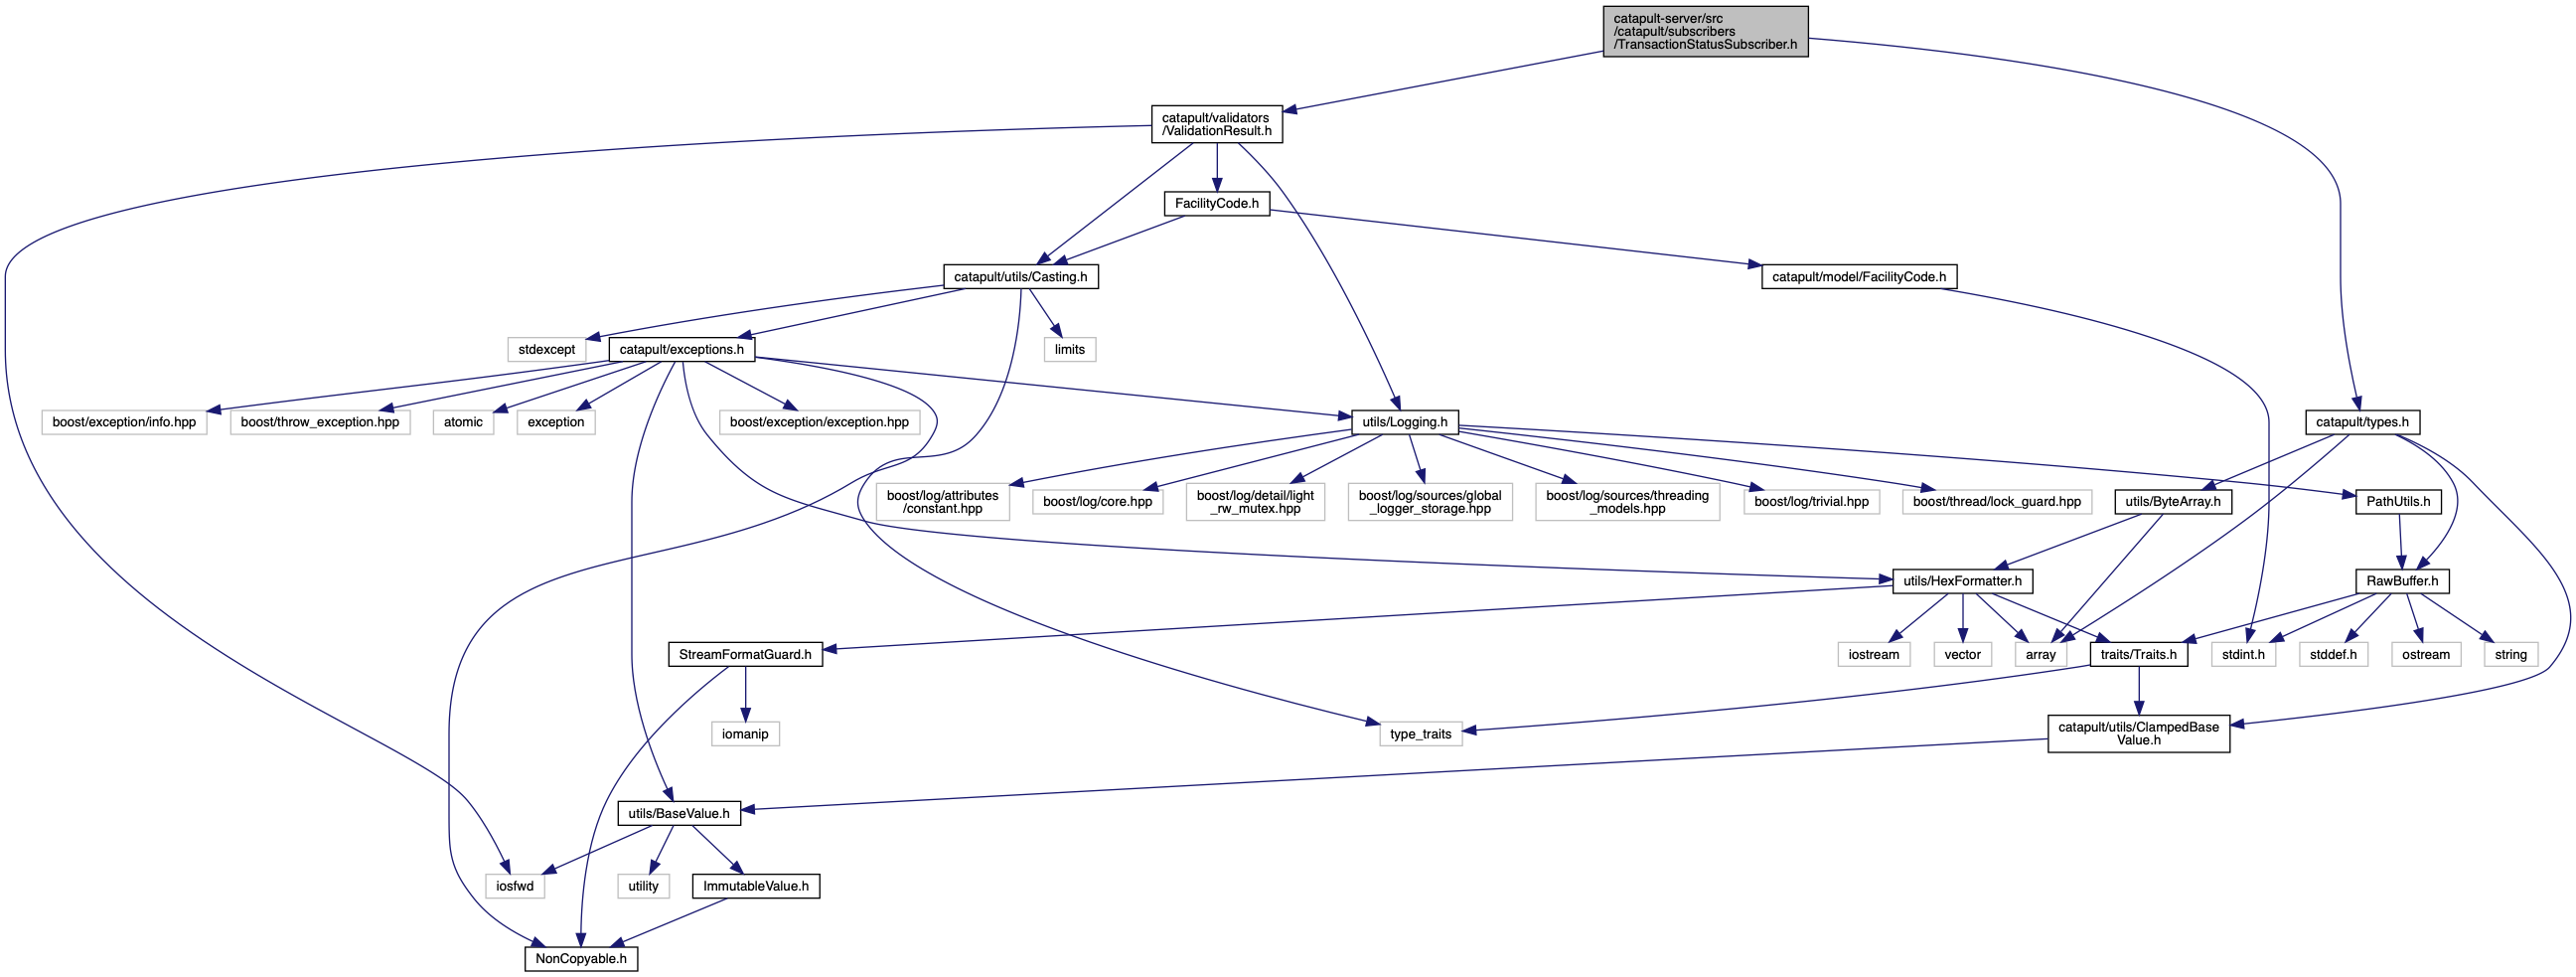 catapult-server/src
/catapult/subscribers
/TransactionStatusSubscriber.h
catapult/validators
/ValidationResult.h
FacilityCode.h
catapult/utils/Casting.h
catapult/model/FacilityCode.h
stdexcept
catapult/exceptions.h
limits
boost/exception/info.hpp
boost/throw_exception.hpp
atomic
exception
boost/exception/exception.hpp
utils/Logging.h
catapult/types.h
boost/log/attributes
/constant.hpp
boost/log/core.hpp
boost/log/detail/light
_rw_mutex.hpp
boost/log/sources/global
_logger_storage.hpp
boost/log/sources/threading
_models.hpp
boost/log/trivial.hpp
boost/thread/lock_guard.hpp
utils/ByteArray.h
PathUtils.h
utils/HexFormatter.h
RawBuffer.h
StreamFormatGuard.h
iostream
vector
array
traits/Traits.h
stdint.h
stddef.h
ostream
string
iomanip
type_traits
catapult/utils/ClampedBase
Value.h
utils/BaseValue.h
iosfwd
utility
ImmutableValue.h
NonCopyable.h